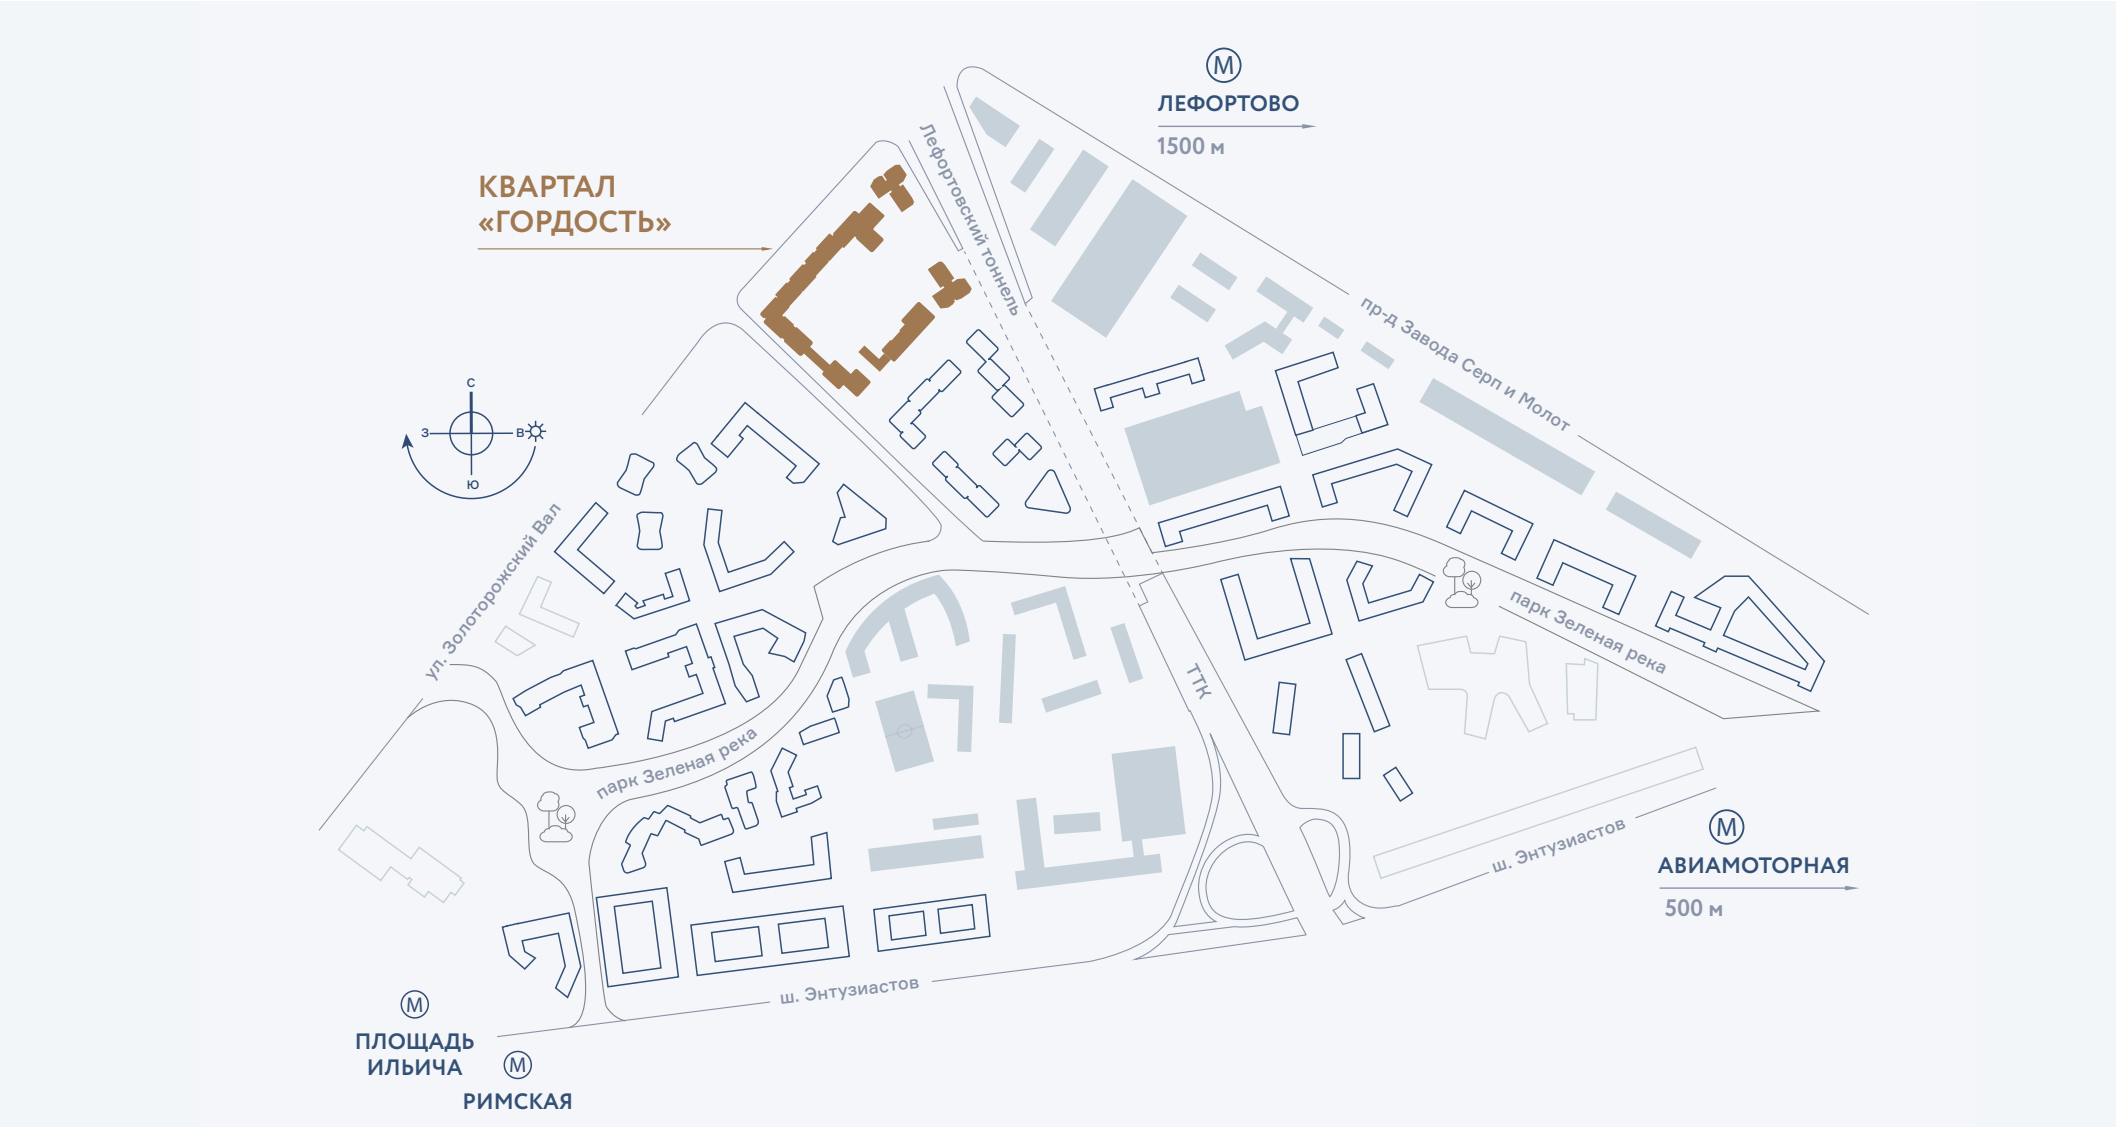 М
ЛЕФОРТОВО
1500 м
Лефортовский тоннель
КВАРТАЛ
«ГОРДОСТЬ»
пр-д Завода Серп и Молот
С
З
В
Ю
ул. Золоторожский Вал
парк Зеленая река
ТТК
парк Зеленая река
ш. Энтузиастов
М
АВИАМОТОРНАЯ
500 м
ш. Энтузиастов
М
ПЛОЩАДЬ
ИЛЬИЧА
М
РИМСКАЯ